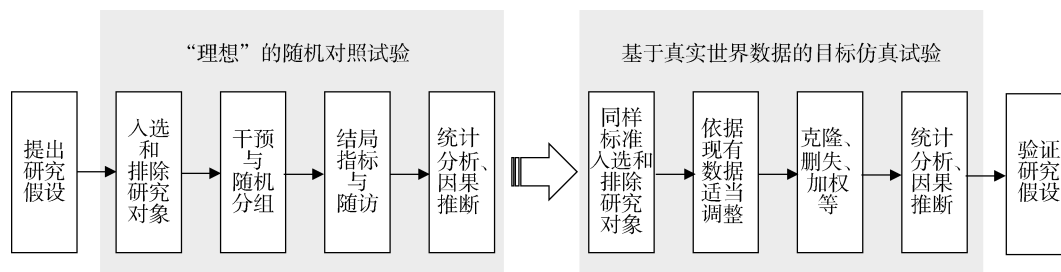 “理想”的随机对照试验
提出
研究
假设
入选
和
排除
研究
对象
干预
与
随机
分组
结局
指标
与
随访
统计
分析、
因果
推断
基于真实世界数据的目标仿真试验
同样
标准
入选和
排除
研究
对象
依据
现有
数据
适当
调整
克隆、
删失、
加权
等
统计
分析、
因果
推断
验证
研究
假设